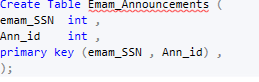 Create Table Emam_Announcements (
emam_SSN int ,
Ann_id int ,
primary key (emam_SSN , Ann_id) ,
);